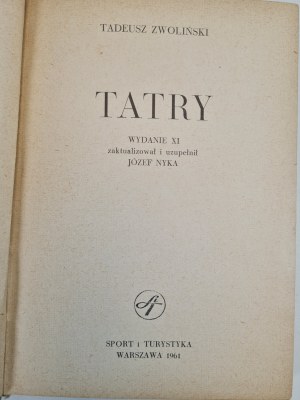 TADEUSZ ZWOLIŃSKI
TATRY
WYDANIE XI
zaktualizował i uzupełnił
JÓZEF NYKA
SPORT i TURYSTYKA
WARSZAWA 1961